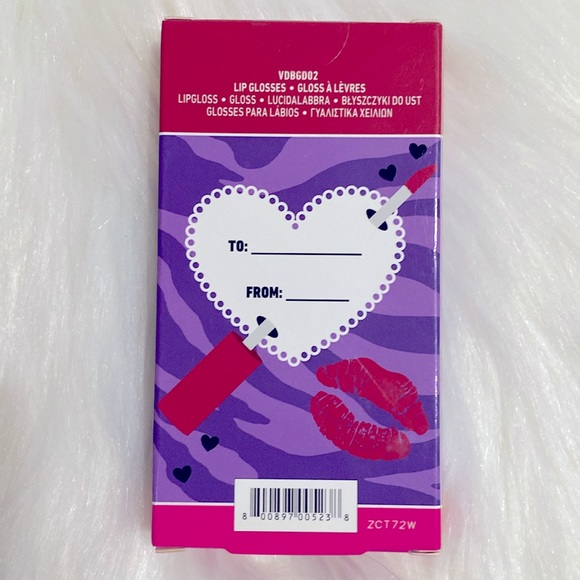 VDBGD02
LIP GLOSSES • GLOSS À LÈVRES
LIPGLOSS • GLOSS • LUCIDALABBRA • BŁYSZCZYKI DO UST
GLOSSES PARA LÁBIOS • ΓΥΑΛΙΣΤΙΚΑ ΧΕΙΛΙΩΝ
TO:
FROM:
8 00897 00523 8
ZCT72W